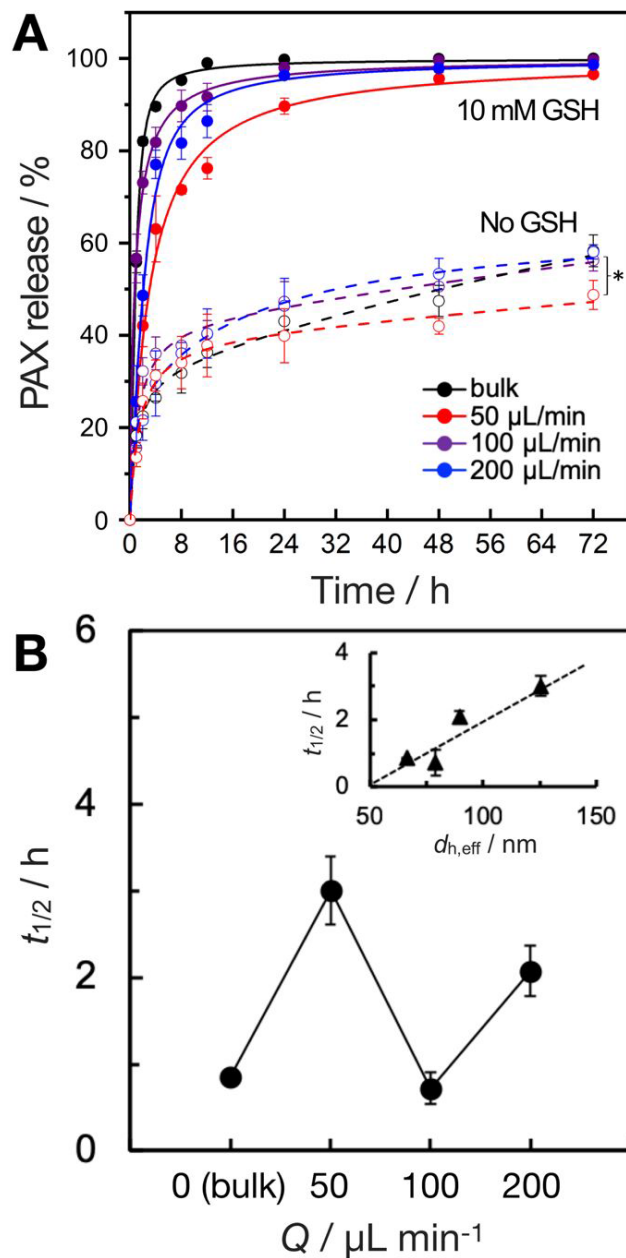 A
PAX release / %
100
80
60
40
20
0
10 mM GSH
No GSH
*
bulk
50 µL/min
100 µL/min
200 µL/min
0 8 16 24 32 40 48 56 64 72
Time / h
B
t1/2 / h
6
4
2
0
t1/2 / h
4
2
0
50 100 150
dh,eff / nm
0 (bulk) 50 100 200
Q / µL min-1